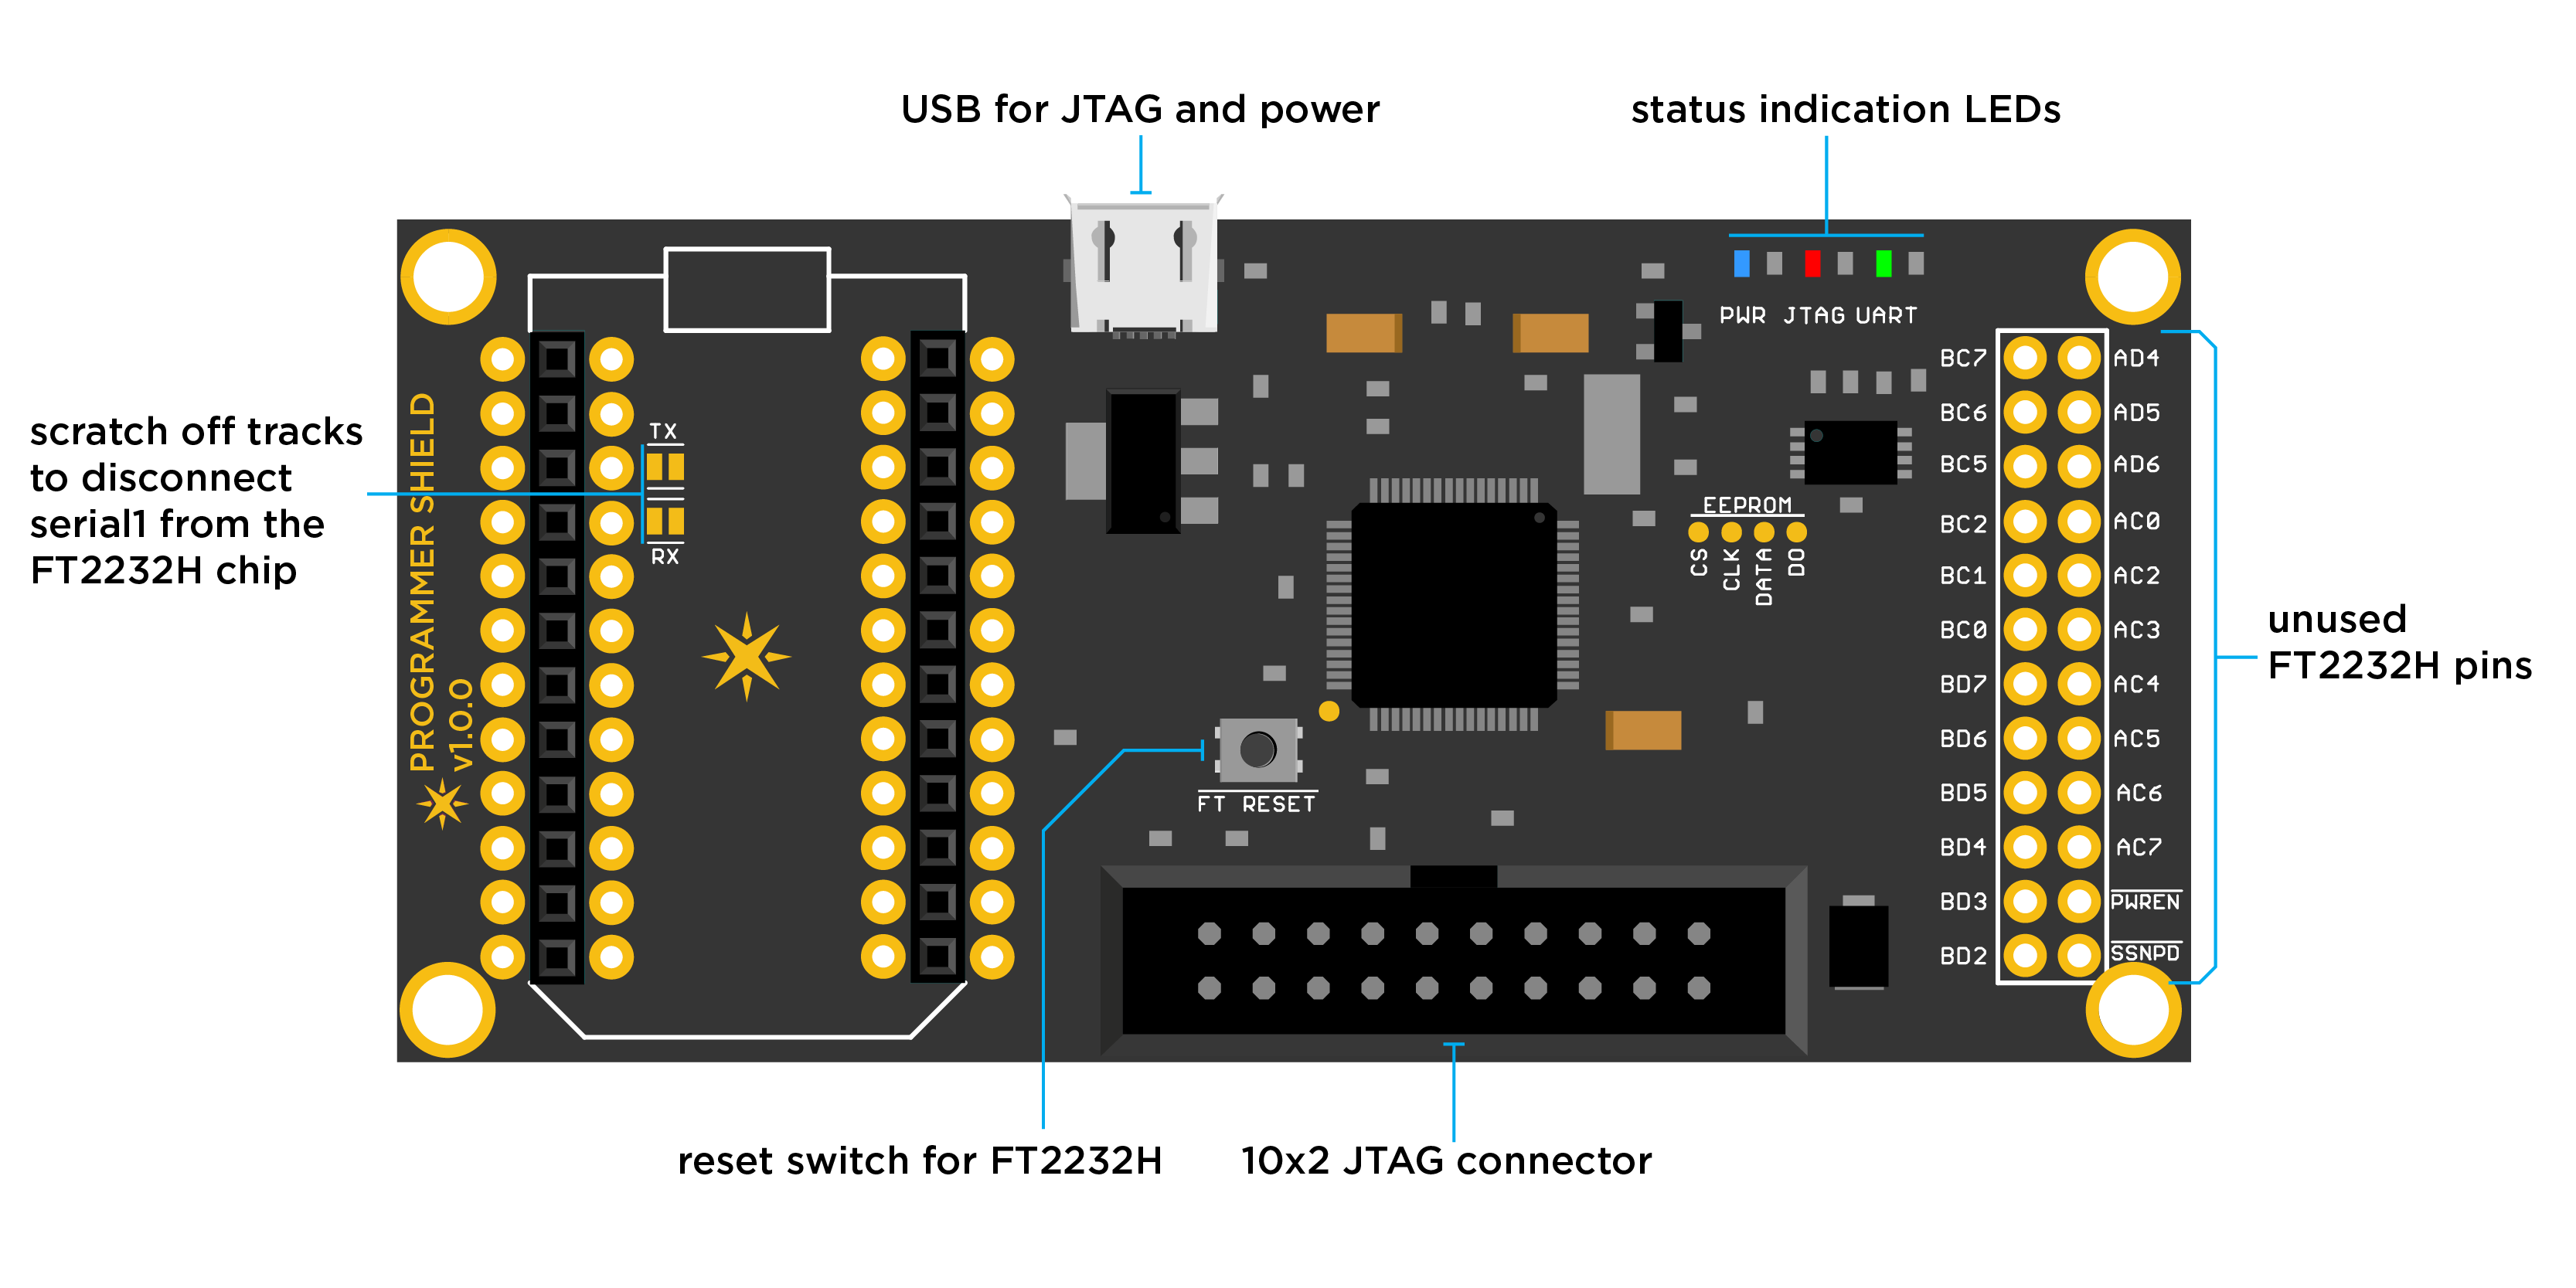 USB for JTAG and power
status indication LEDs
PWR JTAG UART
scratch off tracks
to disconnect
serial1 from the
FT2232H chip
PROGRAMMER SHIELD
v1.0.0
TX
RX
EEPROM
CS
CLK
DATA
DO
FT RESET
BC7 AD4
BC6 AD5
BC5 AD6
BC2 AC0
BC1 AC2
BC0 AC3
BD7 AC4
BD6 AC5
BD5 AC6
BD4 AC7
BD3 PWREN
BD2 SSNPD
unused
FT2232H pins
reset switch for FT2232H
10x2 JTAG connector